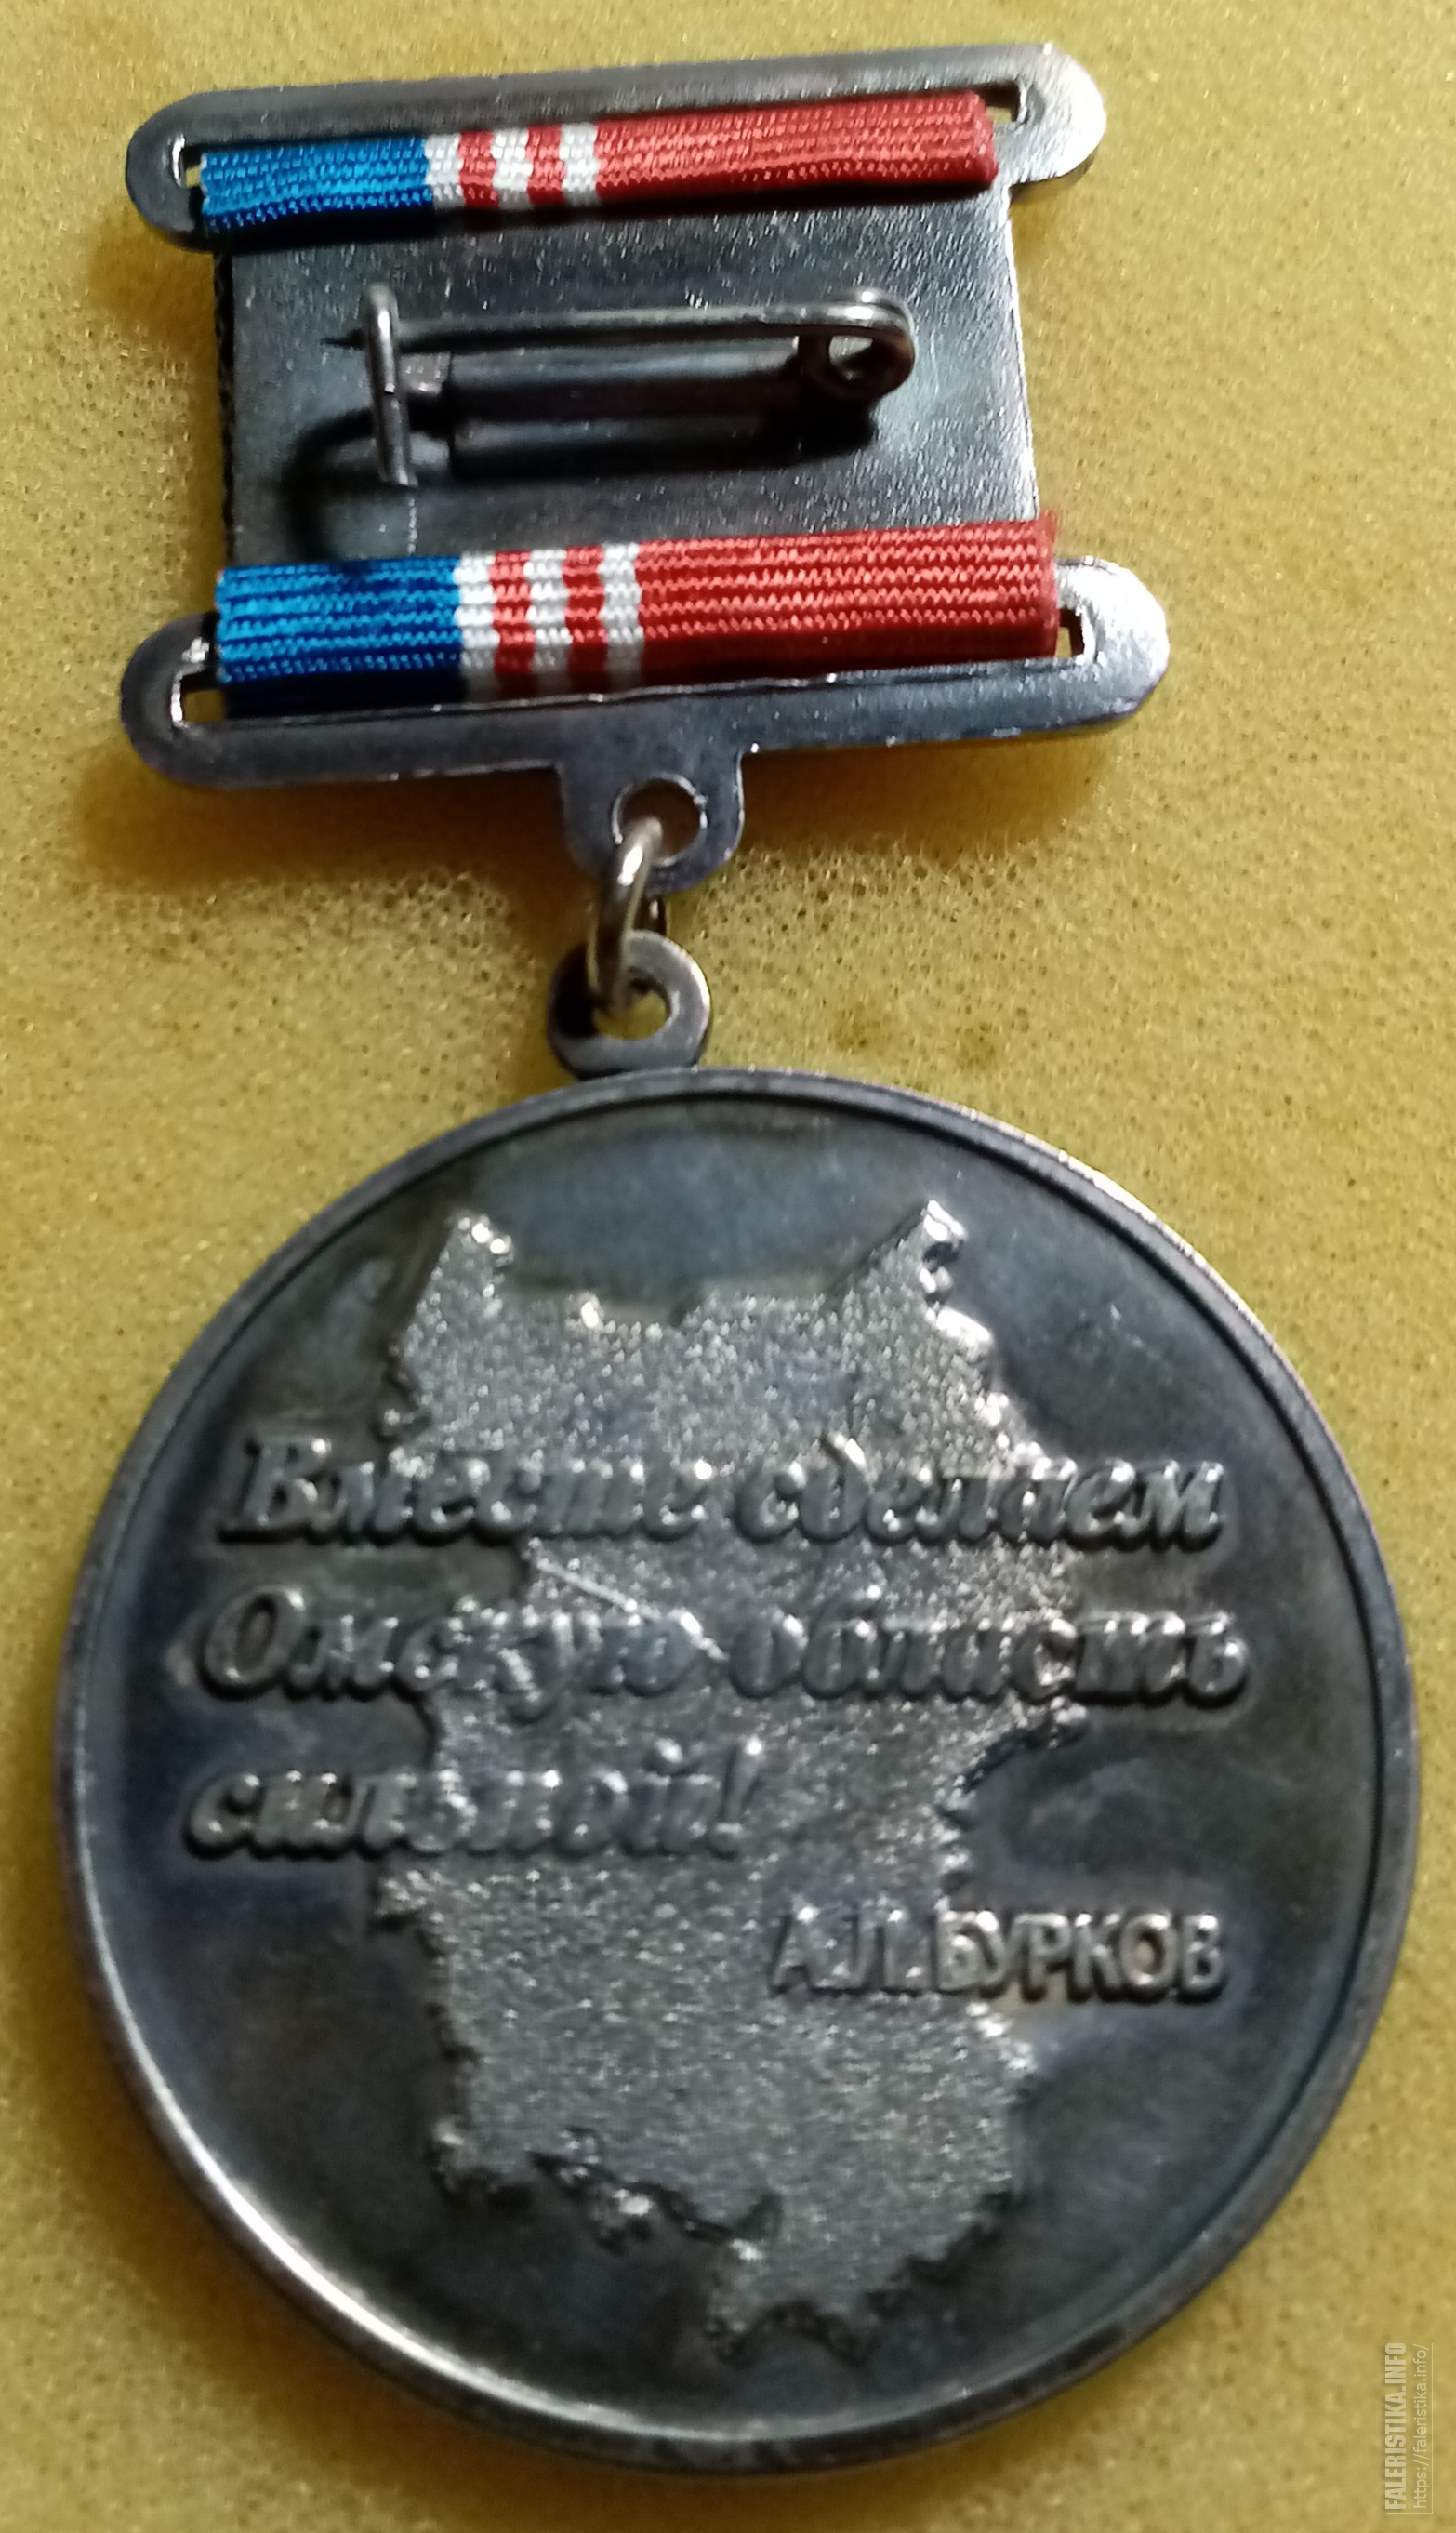 Вместе сделаем
Омскую область
сильной!
А.Л.БУРКОВ
FALERISTIKA.INFO
https://faleristika.info/